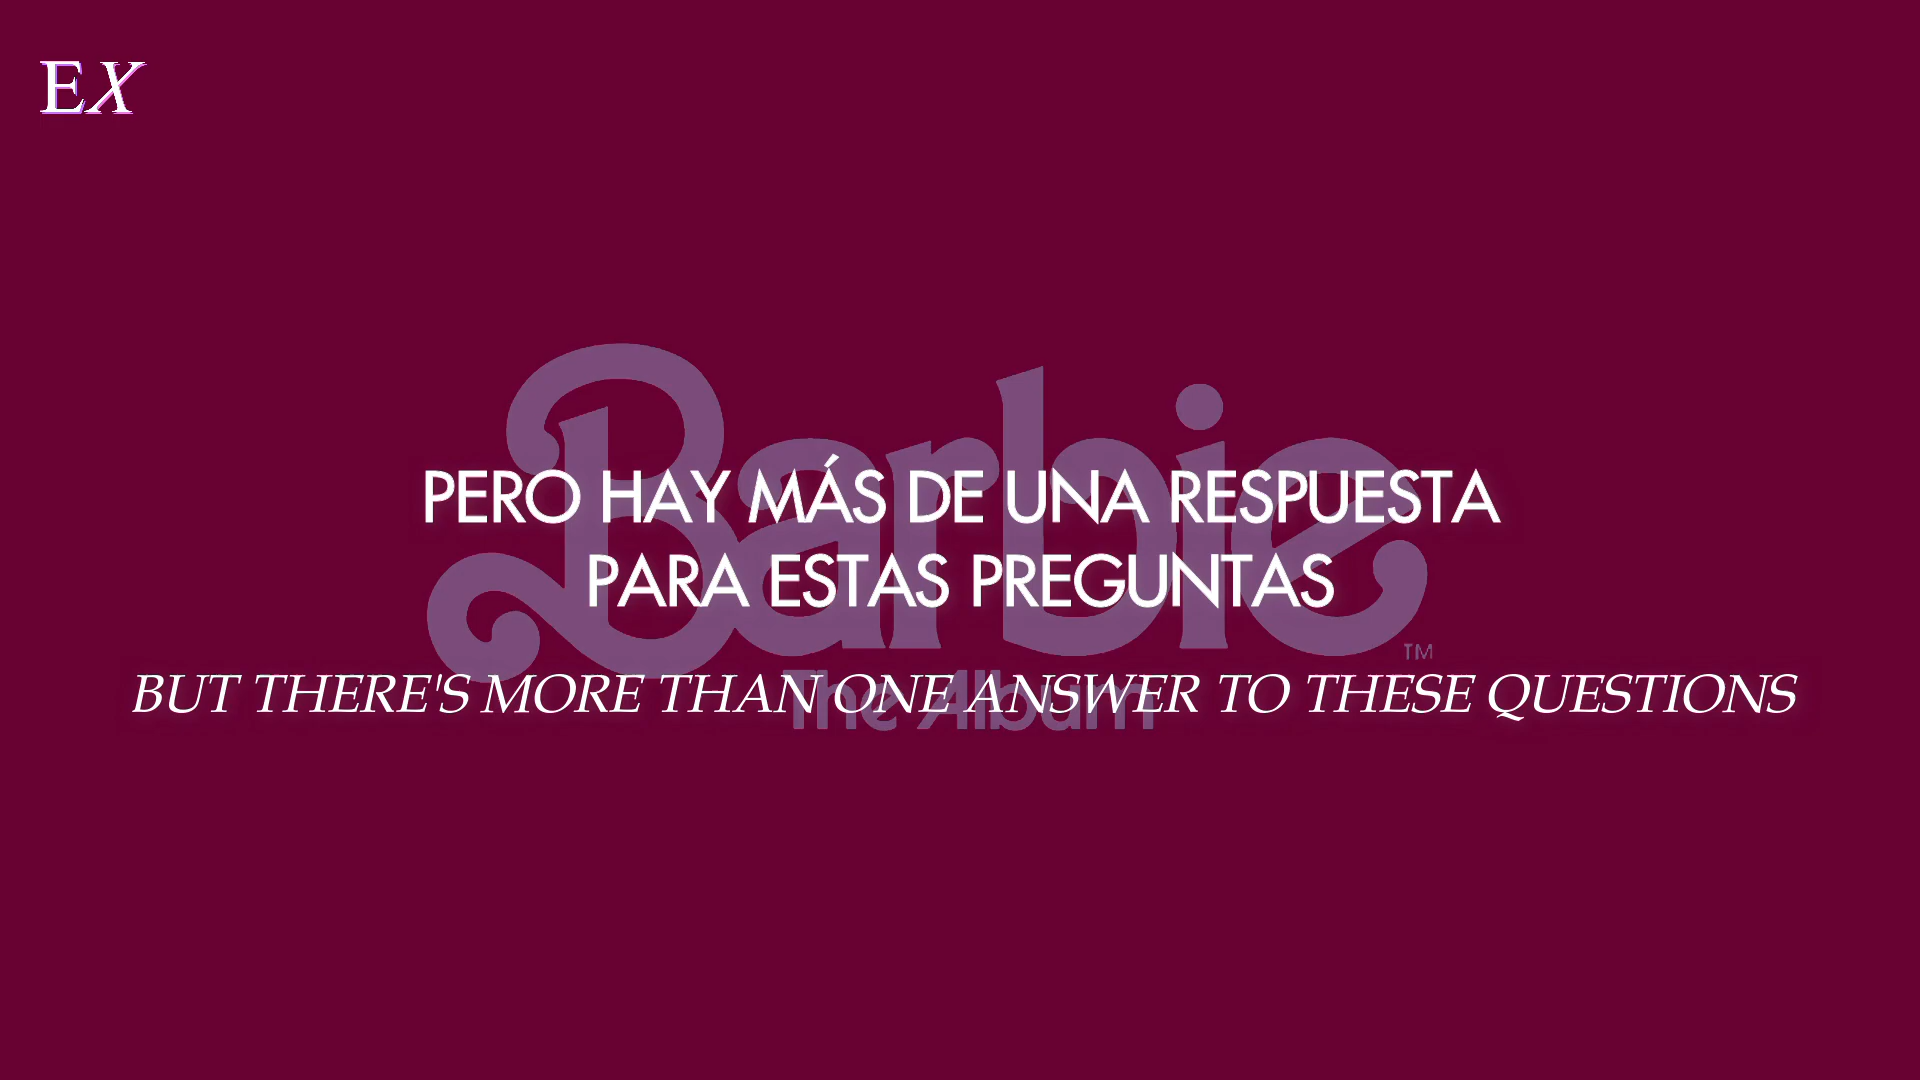 EX
Barbie
TM
PERO HAY MÁS DE UNA RESPUESTA
PARA ESTAS PREGUNTAS
The Album
BUT THERE'S MORE THAN ONE ANSWER TO THESE QUESTIONS